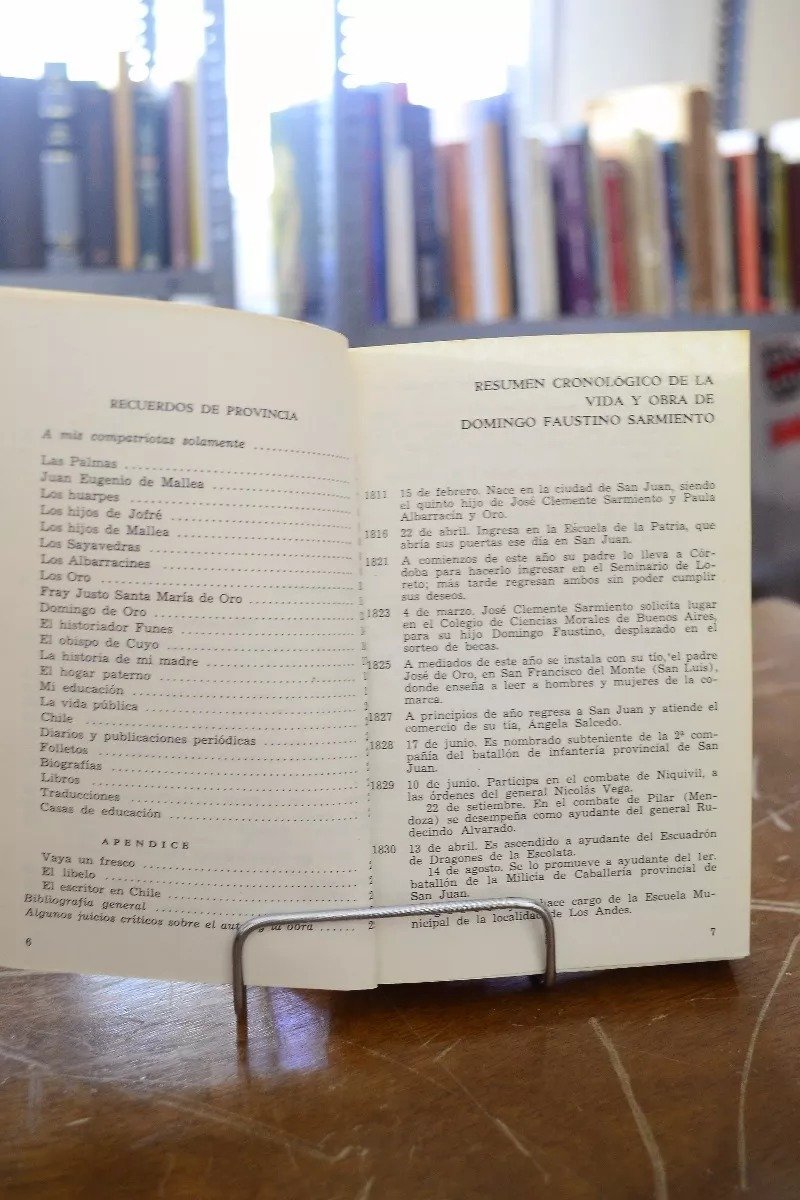 RECUERDOS DE PROVINCIA
A mis compatriotas solamente
Las Palmas
Juan Eugenio de Mallea
Los huarpes
Los hijos de Jofré
Los hijos de Mallea
Los Sayavedras
Los Albarracines
Los Oro
Fray Justo Santa María de Oro
Domingo de Oro
El historiador Funes
El obispo de Cuyo
La historia de mi madre
El hogar paterno
Mi educación
La vida pública
Chile
Diarios y publicaciones periódicas
Folletos
Biografías
Libros
Traducciones
Casas de educación
APENDICE
Vaya un fresco
El libelo
El escritor en Chile
Bibliografía general
Algunos juicios críticos sobre el autor y la obra
6
RESUMEN CRONOLÓGICO DE LA
VIDA Y OBRA DE
DOMINGO FAUSTINO SARMIENTO
1811 15 de febrero. Nace en la ciudad de San Juan, siendo
el quinto hijo de José Clemente Sarmiento y Paula
Albarracín y Oro.
1816 22 de abril. Ingresa en la Escuela de la Patria, que
abría sus puertas ese día en San Juan.
1821 A comienzos de este año su padre lo lleva a Cór-
doba para hacerlo ingresar en el Seminario de Lo-
reto; más tarde regresan ambos sin poder cumplir
sus deseos.
1823 4 de marzo. José Clemente Sarmiento solicita lugar
en el Colegio de Ciencias Morales de Buenos Aires,
para su hijo Domingo Faustino, desplazado en el
sorteo de becas.
1825 A mediados de este año se instala con su tío, el padre
José de Oro, en San Francisco del Monte (San Luis),
donde enseña a leer a hombres y mujeres de la co-
marca.
1827 A principios de año regresa a San Juan y atiende el
comercio de su tía, Angela Salcedo.
1828 17 de junio. Es nombrado subteniente de la 2ª com-
pañía del batallón de infantería provincial de San
Juan.
1829 10 de junio. Participa en el combate de Niquivil, a
las órdenes del general Nicolás Vega.
22 de setiembre. En el combate de Pilar (Men-
doza) se desempeña como ayudante del general Ru-
decindo Alvarado.
1830 13 de abril. Es ascendido a ayudante del Escuadrón
de Dragones de la Escolata.
14 de agosto. Se lo promueve a ayudante del 1er.
batallón de la Milicia de Caballería provincial de
San Juan.
hace cargo de la Escuela Mu-
nicipal de la localidad de Los Andes.
7